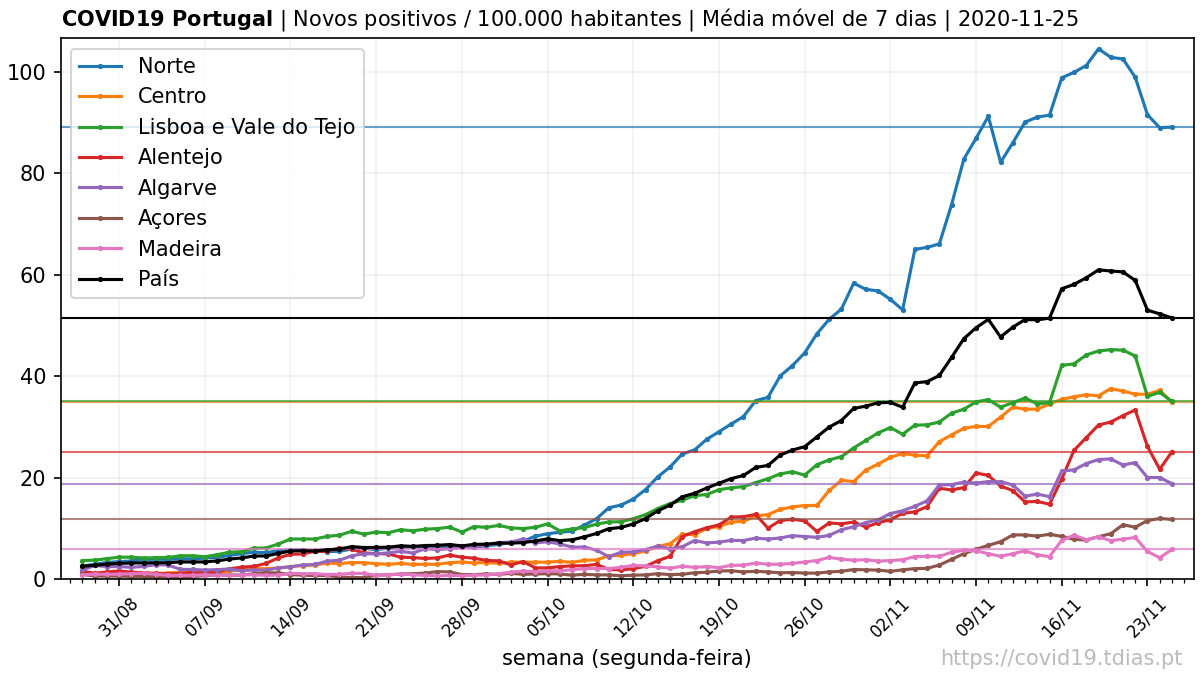 COVID19 Portugal | Novos positivos / 100.000 habitantes | Média móvel de 7 dias | 2020-11-25
Norte
Centro
Lisboa e Vale do Tejo
Alentejo
Algarve
Açores
Madeira
País
100
80
60
40
20
0
31/08 07/09 14/09 21/09 28/09 05/10 12/10 19/10 26/10 02/11 09/11 16/11 23/11
semana (segunda-feira)
https://covid19.tdias.pt